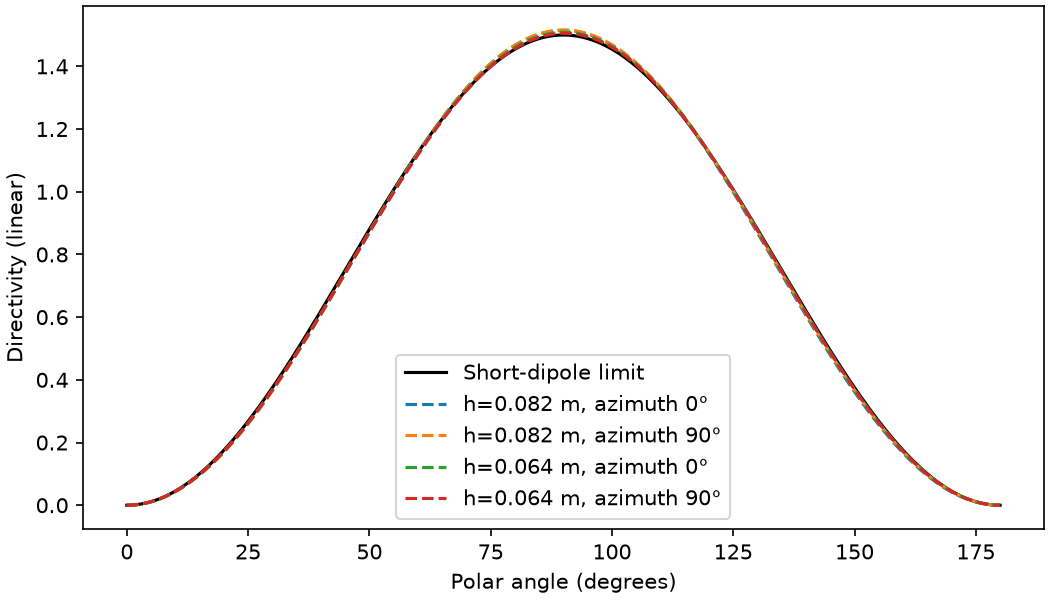 1.4
1.2
1.0
0.8
0.6
0.4
0.2
0.0
Directivity (linear)
Short-dipole limit
h=0.082 m, azimuth 0°
h=0.082 m, azimuth 90°
h=0.064 m, azimuth 0°
h=0.064 m, azimuth 90°
0 25 50 75 100 125 150 175
Polar angle (degrees)